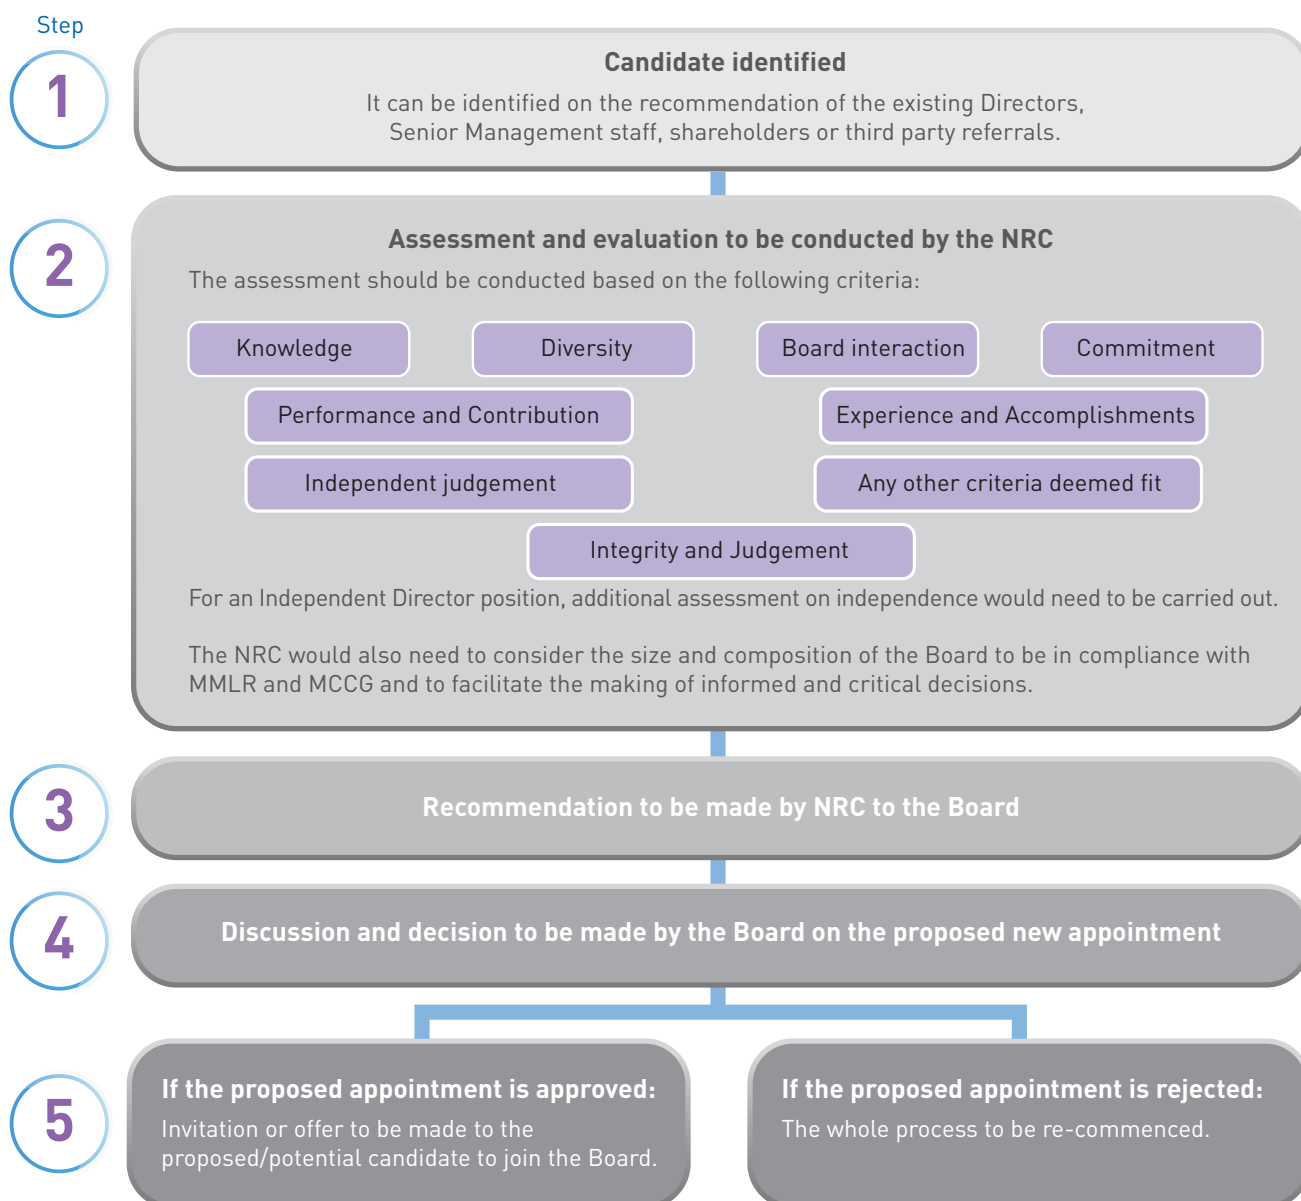 Step
1
Candidate identified
It can be identified on the recommendation of the existing Directors,
Senior Management staff, shareholders or third party referrals.
2
Assessment and evaluation to be conducted by the NRC
The assessment should be conducted based on the following criteria:
Knowledge
Diversity
Board interaction
Commitment
Performance and Contribution
Experience and Accomplishments
Independent judgement
Any other criteria deemed fit
Integrity and Judgement
For an Independent Director position, additional assessment on independence would need to be carried out.
The NRC would also need to consider the size and composition of the Board to be in compliance with
MMLR and MCCG and to facilitate the making of informed and critical decisions.
3
Recommendation to be made by NRC to the Board
4
Discussion and decision to be made by the Board on the proposed new appointment
5
If the proposed appointment is approved:
Invitation or offer to be made to the
proposed/potential candidate to join the Board.
If the proposed appointment is rejected:
The whole process to be re-commenced.